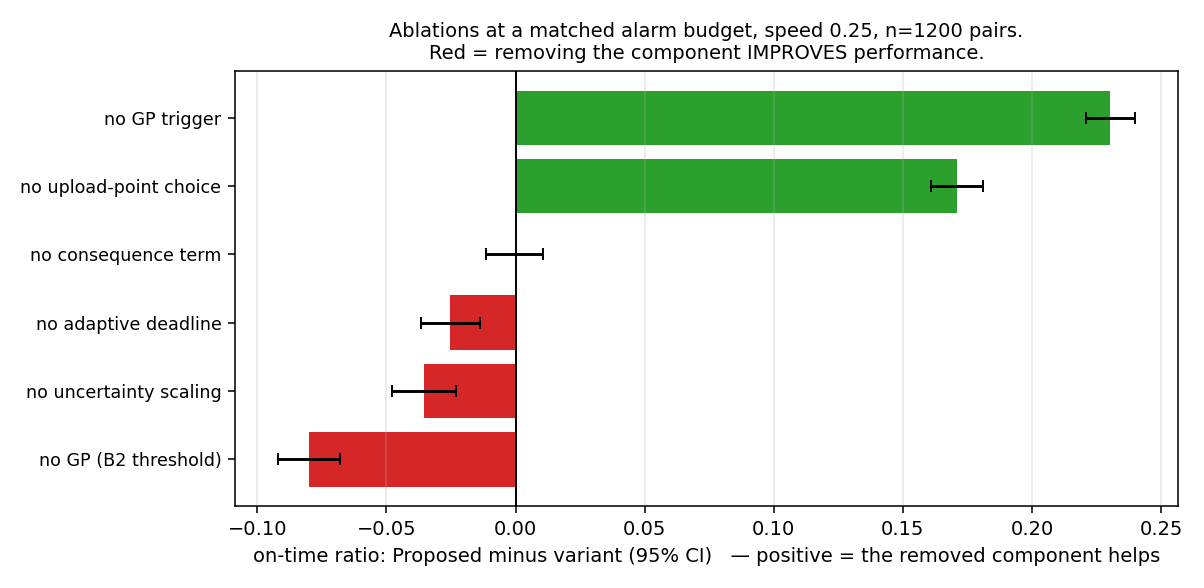 Ablations at a matched alarm budget, speed 0.25, n=1200 pairs.
Red = removing the component IMPROVES performance.
no GP trigger
no upload-point choice
no consequence term
no adaptive deadline
no uncertainty scaling
no GP (B2 threshold)
−0.10 −0.05 0.00 0.05 0.10 0.15 0.20 0.25
on-time ratio: Proposed minus variant (95% CI) — positive = the removed component helps